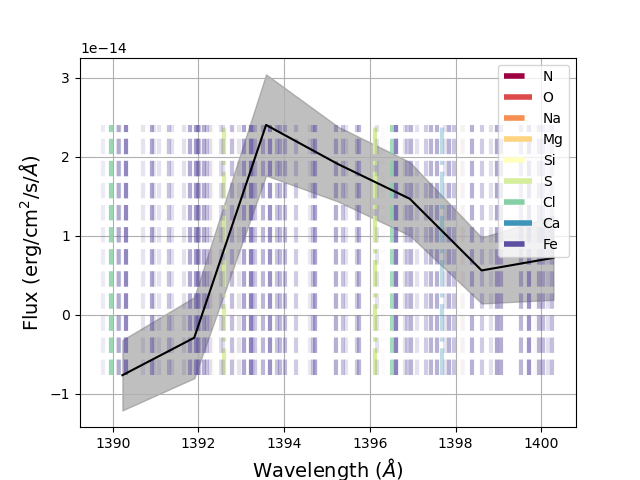 1e−14
3
2
1
0
−1
Flux (erg/cm²/s/Å)
N
O
Na
Mg
Si
S
Cl
Ca
Fe
1390
1392
1394
1396
1398
1400
Wavelength (Å)